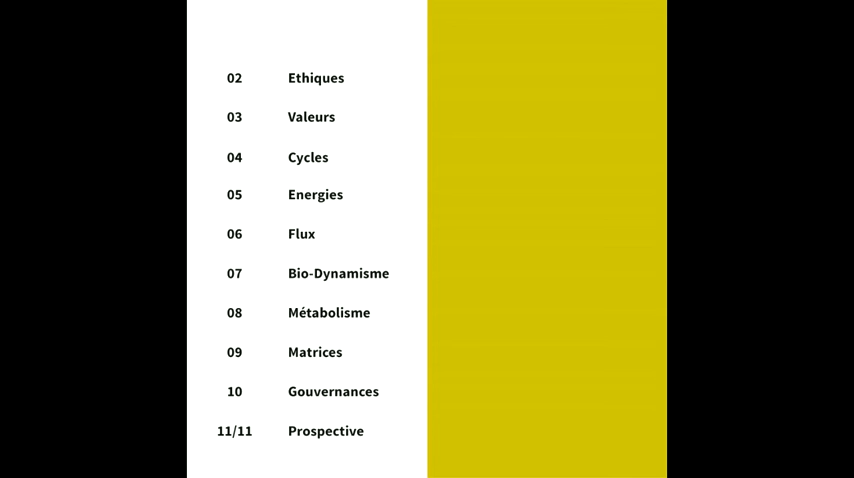 02 Ethiques
03 Valeurs
04 Cycles
05 Energies
06 Flux
07 Bio-Dynamisme
08 Métabolisme
09 Matrices
10 Gouvernances
11/11 Prospective